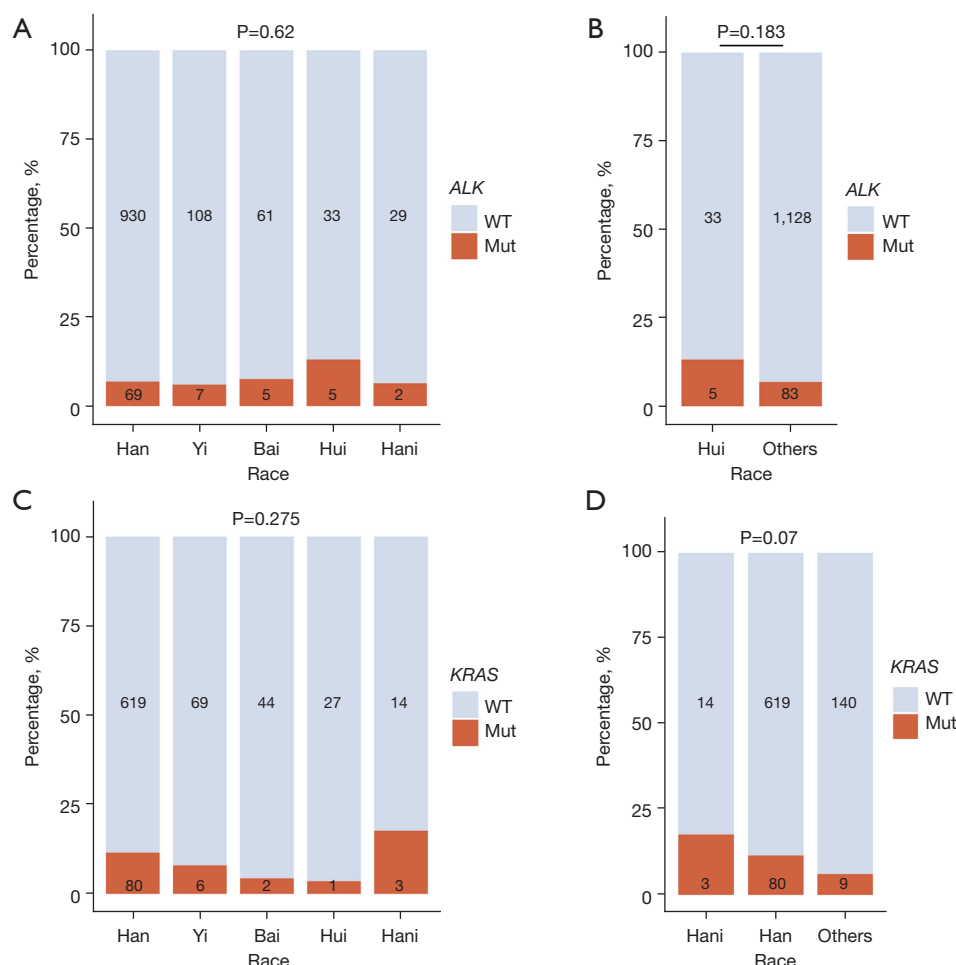 A
P=0.62
100
75
50
25
0
Percentage, %
930 108 61 33 29
69 7 5 5 2
Han Yi Bai Hui Hani
Race
ALK
WT
Mut
B
P=0.183
100
75
50
25
0
Percentage, %
33 1,128
5 83
Hui Others
Race
ALK
WT
Mut
C
P=0.275
100
75
50
25
0
Percentage, %
619 69 44 27 14
80 6 2 1 3
Han Yi Bai Hui Hani
Race
D
P=0.07
100
75
50
25
0
Percentage, %
14 619 140
3 80 9
Hani Han Others
Race
KRAS
WT
Mut
KRAS
WT
Mut